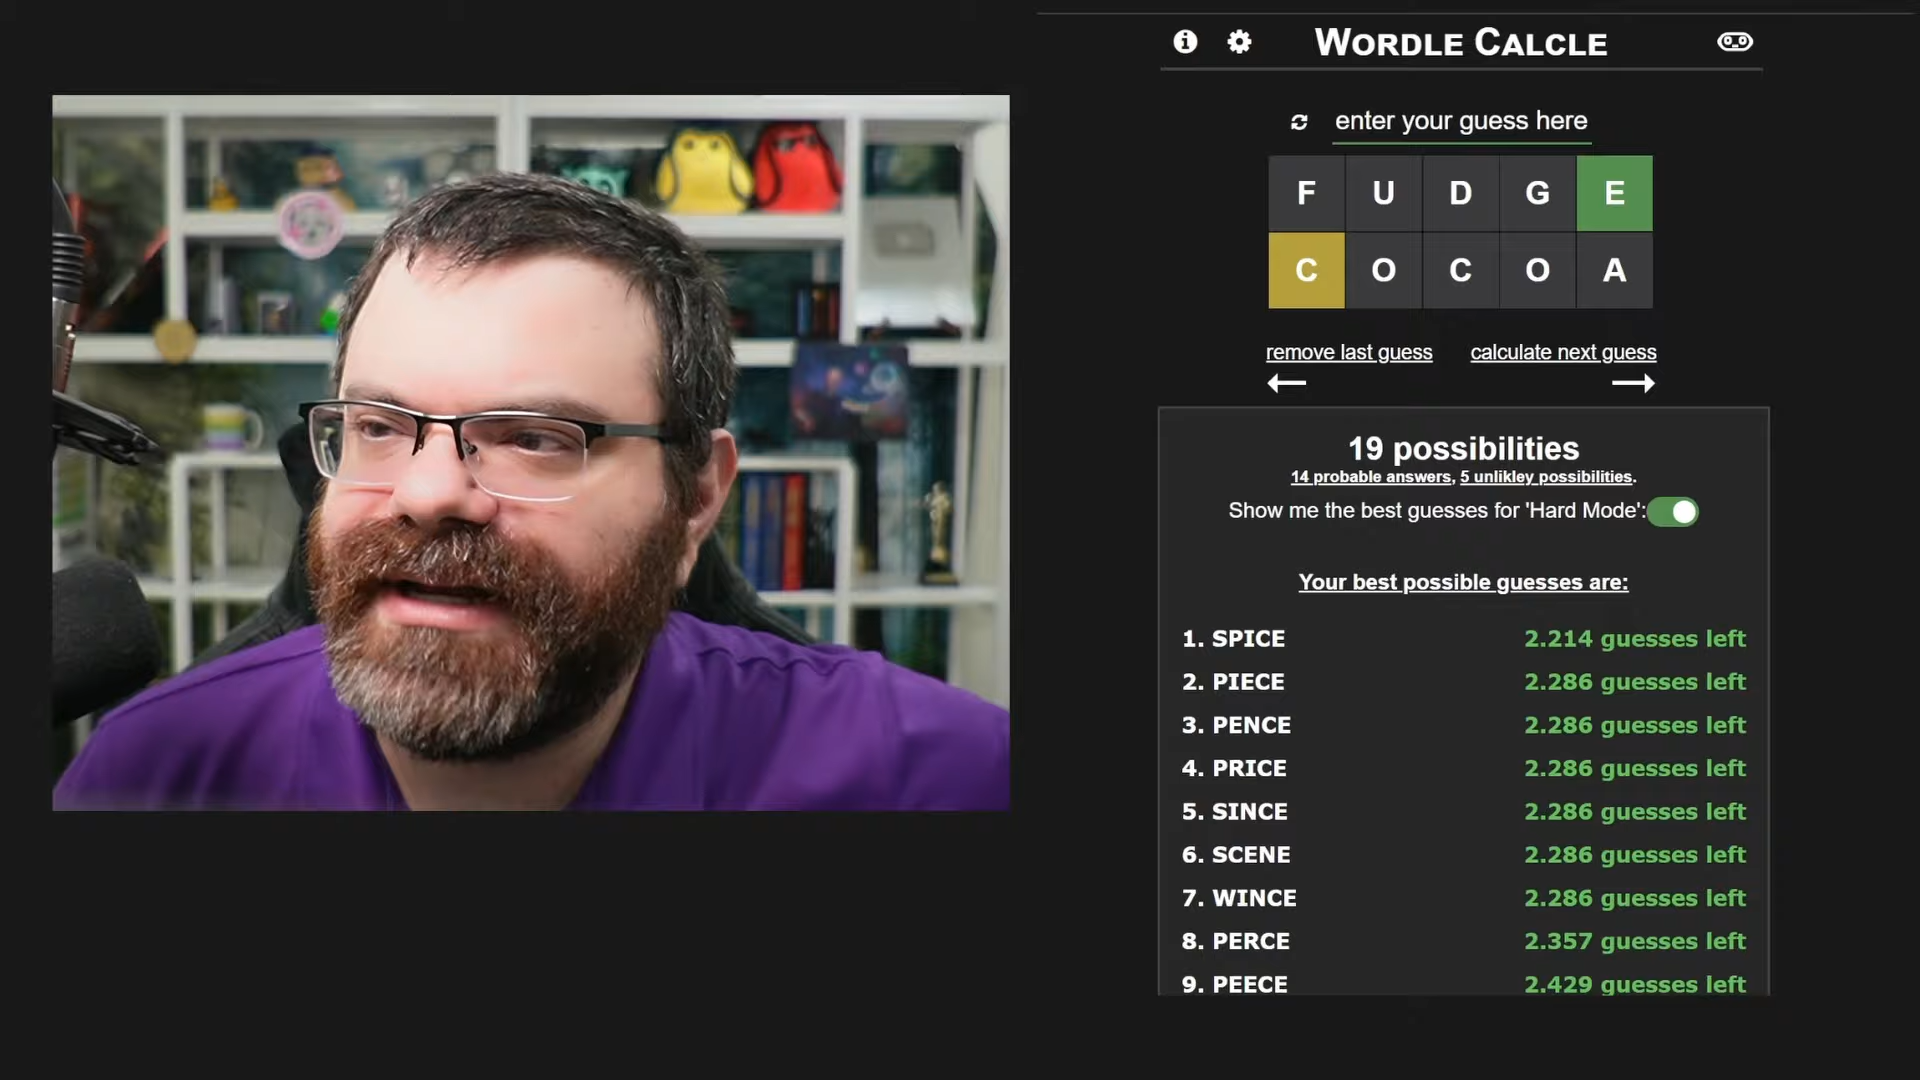 WORDLE CALCLE
enter your guess here
F U D G E
C O C O A
remove last guess
calculate next guess
19 possibilities
14 probable answers, 5 unlikley possibilities.
Show me the best guesses for 'Hard Mode':
Your best possible guesses are:
1. SPICE 2.214 guesses left
2. PIECE 2.286 guesses left
3. PENCE 2.286 guesses left
4. PRICE 2.286 guesses left
5. SINCE 2.286 guesses left
6. SCENE 2.286 guesses left
7. WINCE 2.286 guesses left
8. PERCE 2.357 guesses left
9. PEECE 2.429 guesses left